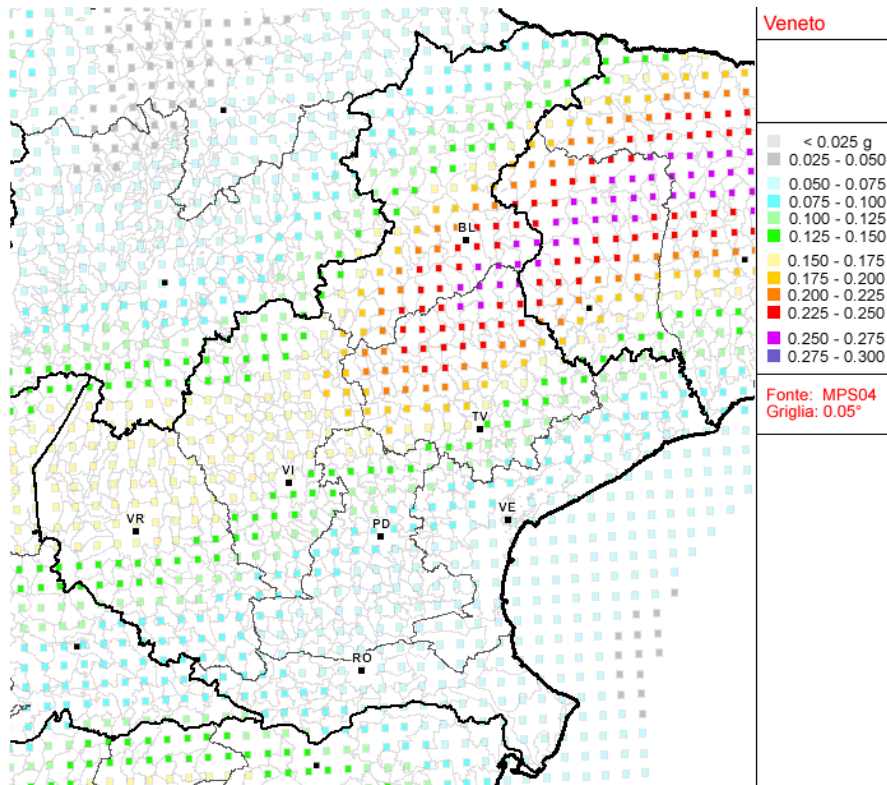 Veneto
< 0.025 g
0.025 - 0.050
0.050 - 0.075
0.075 - 0.100
0.100 - 0.125
0.125 - 0.150
0.150 - 0.175
0.175 - 0.200
0.200 - 0.225
0.225 - 0.250
0.250 - 0.275
0.275 - 0.300
Fonte: MPS04
Griglia: 0.05°
BL
TV
VI
VR
PD
VE
RO